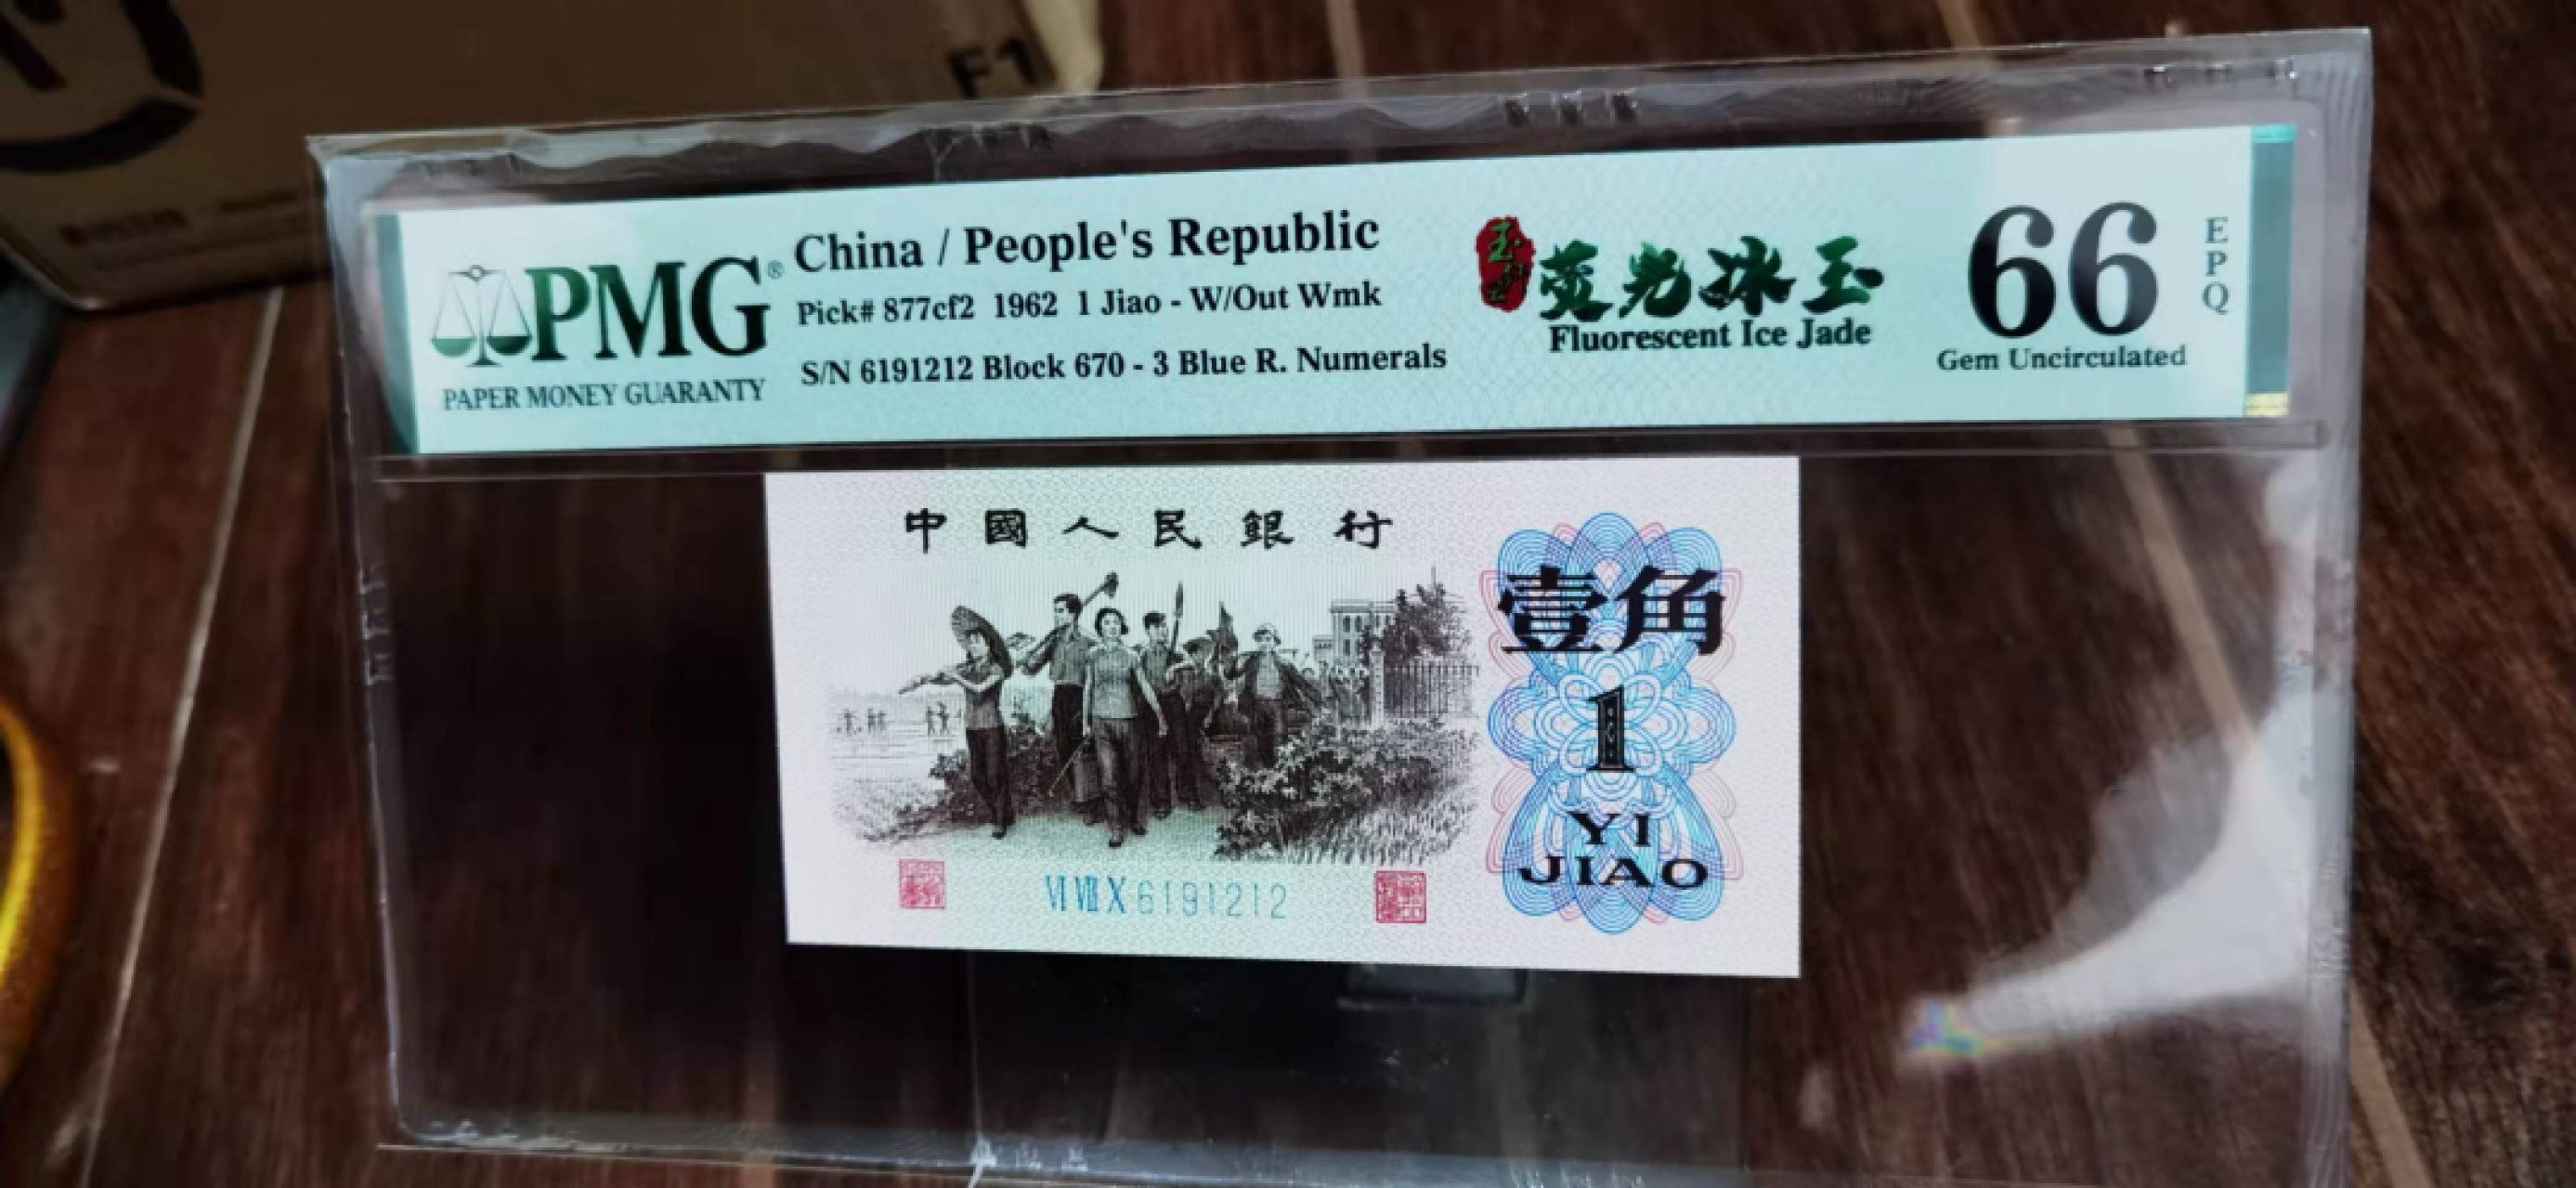 F1
PMG®
PAPER MONEY GUARANTY
China / People's Republic
Pick# 877cf2 1962 1 Jiao - W/Out Wmk
S/N 6191212 Block 670 - 3 Blue R. Numerals
荧光冰玉
Fluorescent Ice Jade
66
EPQ
Gem Uncirculated
中國人民銀行
壹角
1
YI
JIAO
VI VII X 6191212